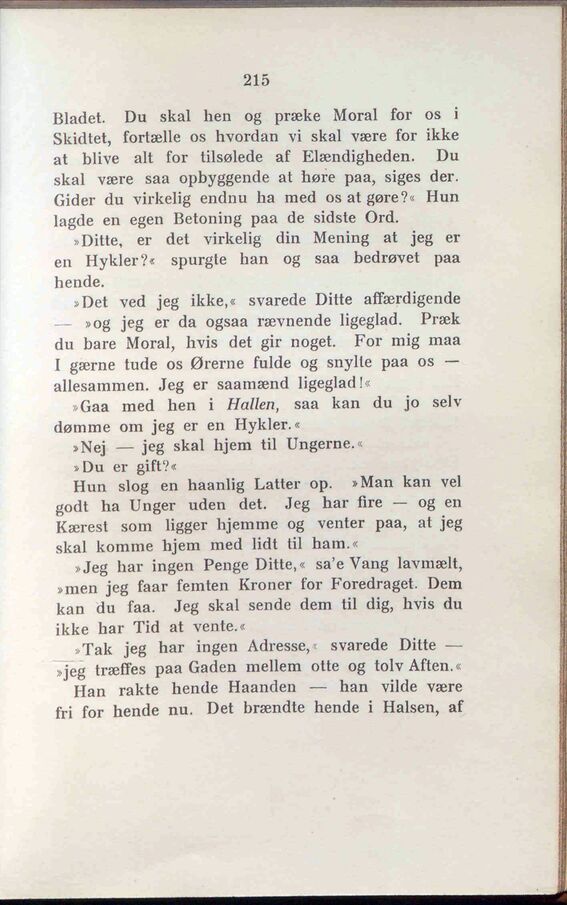 215
Bladet. Du skal hen og præke Moral for os i
Skidtet, fortælle os hvordan vi skal være for ikke
at blive alt for tilsølede af Elændigheden. Du
skal være saa opbyggende at høre paa, siges der.
Gider du virkelig endnu ha med os at gøre?« Hun
lagde en egen Betoning paa de sidste Ord.
»Ditte, er det virkelig din Mening at jeg er
en Hykler?« spurgte han og saa bedrøvet paa
hende.
»Det ved jeg ikke,« svarede Ditte affærdigende
— »og jeg er da ogsaa rævnende ligeglad. Præk
du bare Moral, hvis det gir noget. For mig maa
I gærne tude os Ørerne fulde og snylte paa os —
allesammen. Jeg er saamænd ligeglad!«
»Gaa med hen i Hallen, saa kan du jo selv
dømme om jeg er en Hykler.«
»Nej — jeg skal hjem til Ungerne.«
»Du er gift?«
Hun slog en haanlig Latter op. »Man kan vel
godt ha Unger uden det. Jeg har fire — og en
Kærest som ligger hjemme og venter paa, at jeg
skal komme hjem med lidt til ham.«
»Jeg har ingen Penge Ditte,« sa'e Vang lavmælt,
»men jeg faar femten Kroner for Foredraget. Dem
kan du faa. Jeg skal sende dem til dig, hvis du
ikke har Tid at vente.«
»Tak jeg har ingen Adresse,« svarede Ditte —
»jeg træffes paa Gaden mellem otte og tolv Aften.«
Han rakte hende Haanden — han vilde være
fri for hende nu. Det brændte hende i Halsen, af